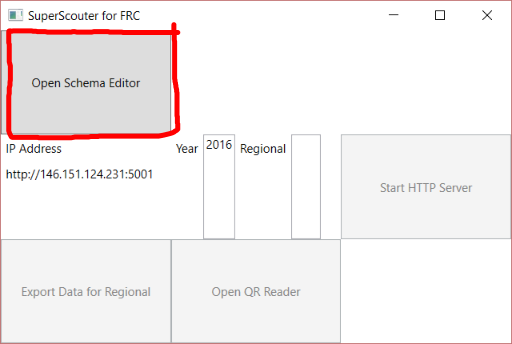 SuperScouter for FRC
Open Schema Editor
IP Address
Year
2016
Regional
http://146.151.124.231:5001
Start HTTP Server
Export Data for Regional
Open QR Reader